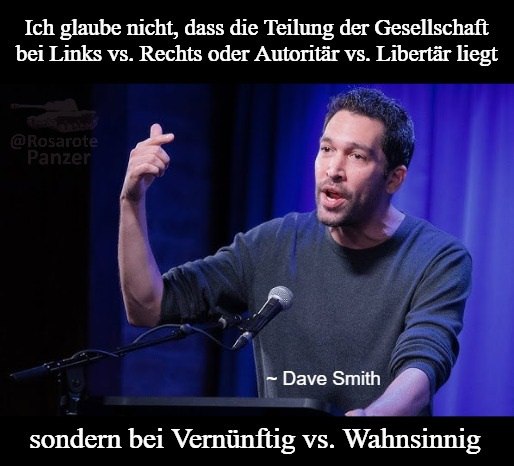 Ich glaube nicht, dass die Teilung der Gesellschaft
bei Links vs. Rechts oder Autoritär vs. Libertär liegt
@Rosarote
Panzer
~ Dave Smith
sondern bei Vernünftig vs. Wahnsinnig